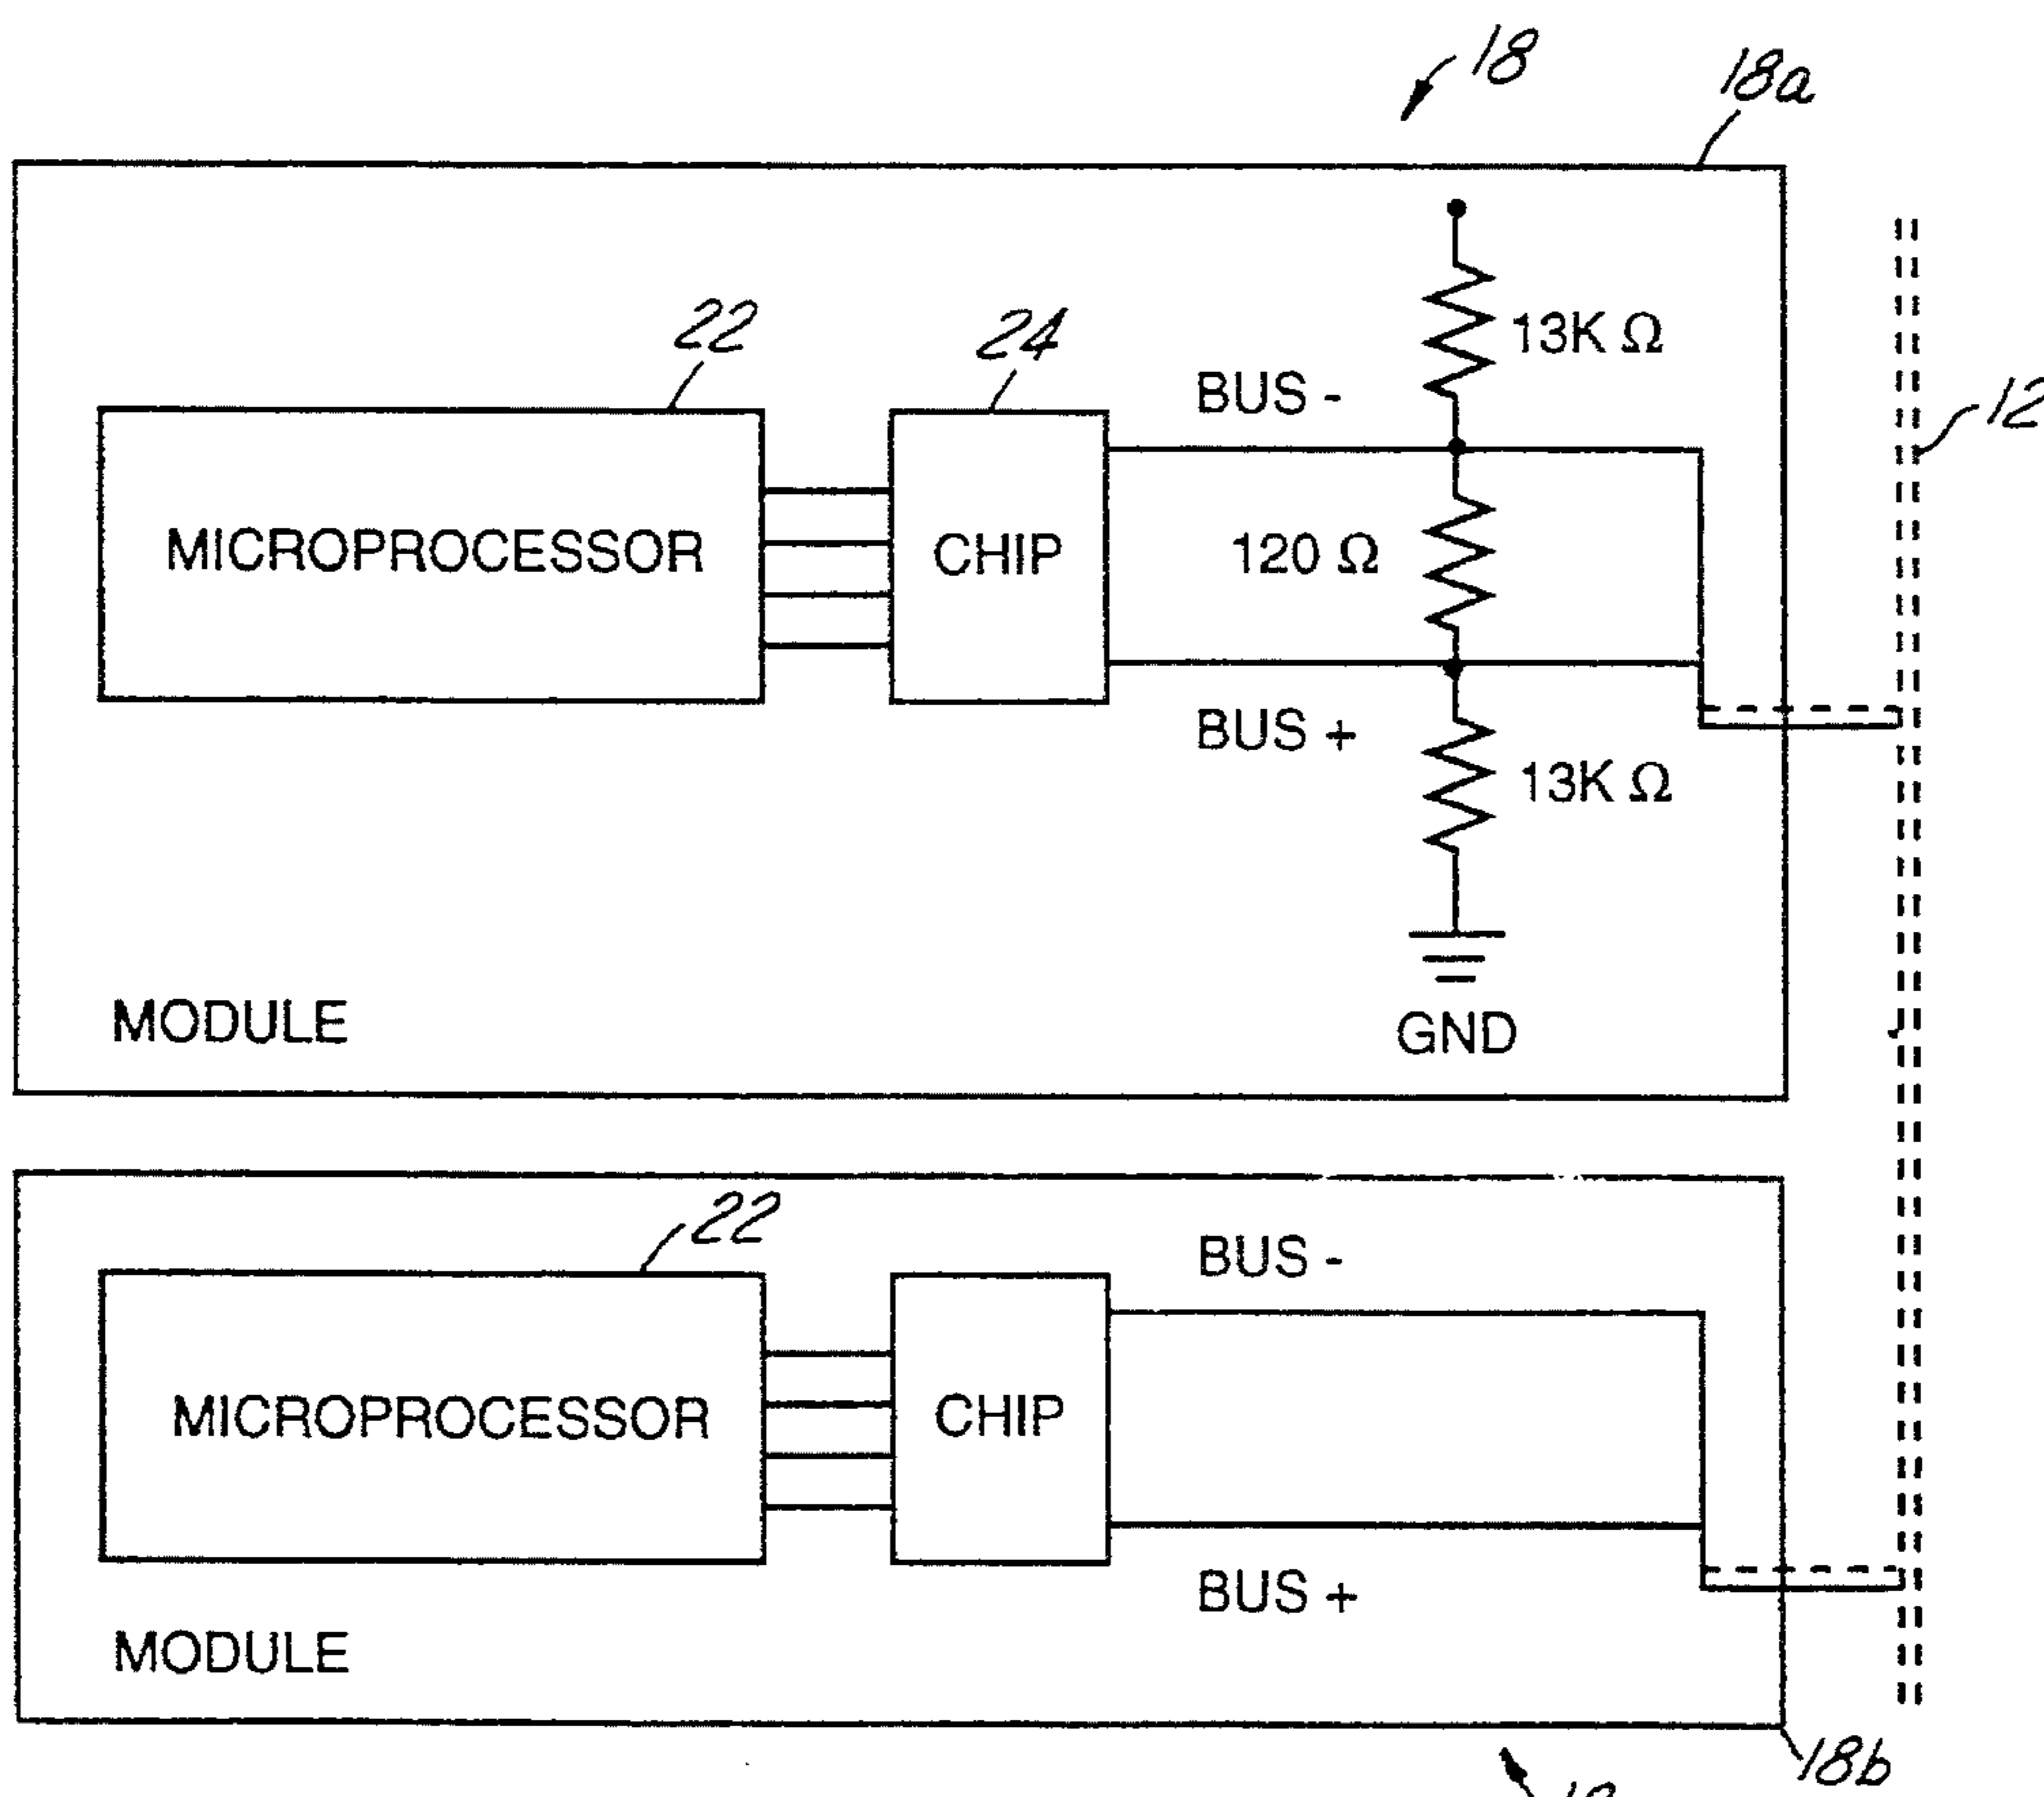 18
18a
13K Ω
22
24
BUS -
12
MICROPROCESSOR
CHIP
120 Ω
BUS +
13K Ω
MODULE
GND
22
BUS -
MICROPROCESSOR
CHIP
BUS +
MODULE
18b